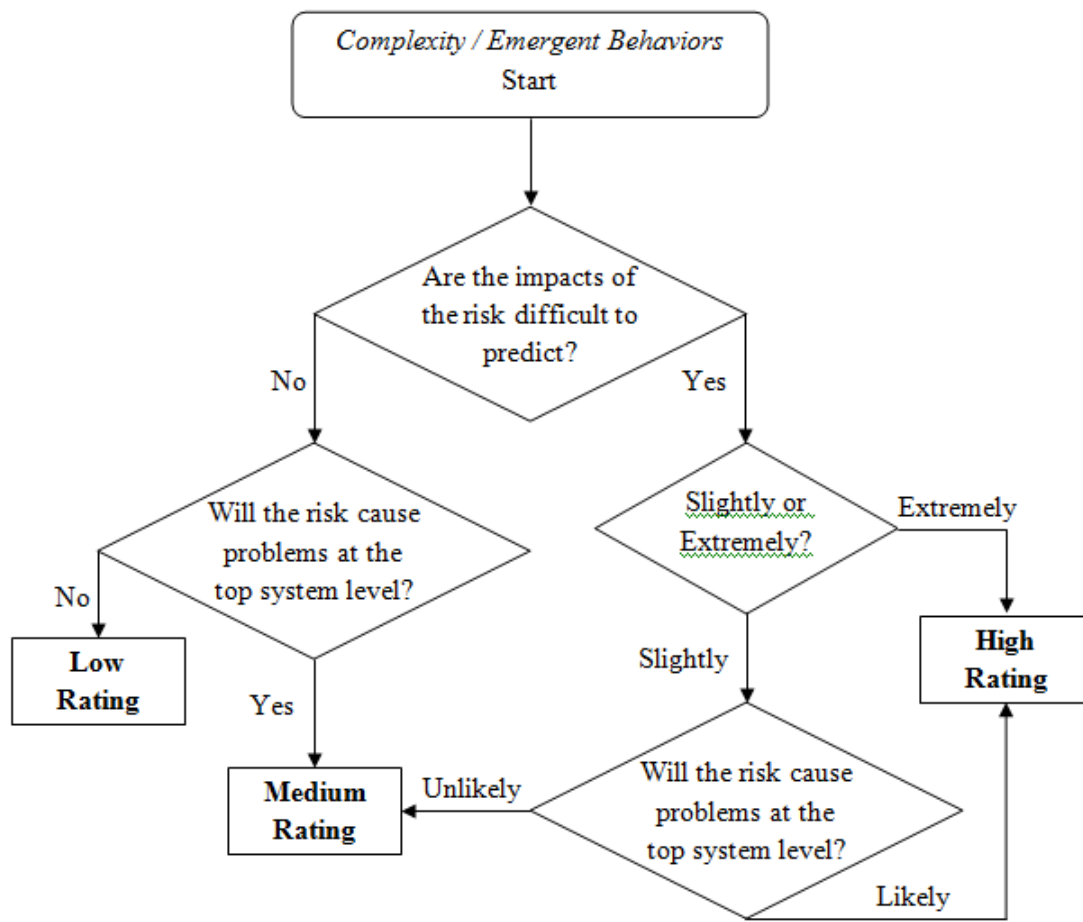 Complexity / Emergent Behaviors
Start
Are the impacts of
the risk difficult to
predict?
No
Yes
Will the risk cause
problems at the
top system level?
Slightly or
Extremely?
Extremely
No
Low
Rating
Yes
Slightly
High
Rating
Medium
Rating
Unlikely
Will the risk cause
problems at the
top system level?
Likely